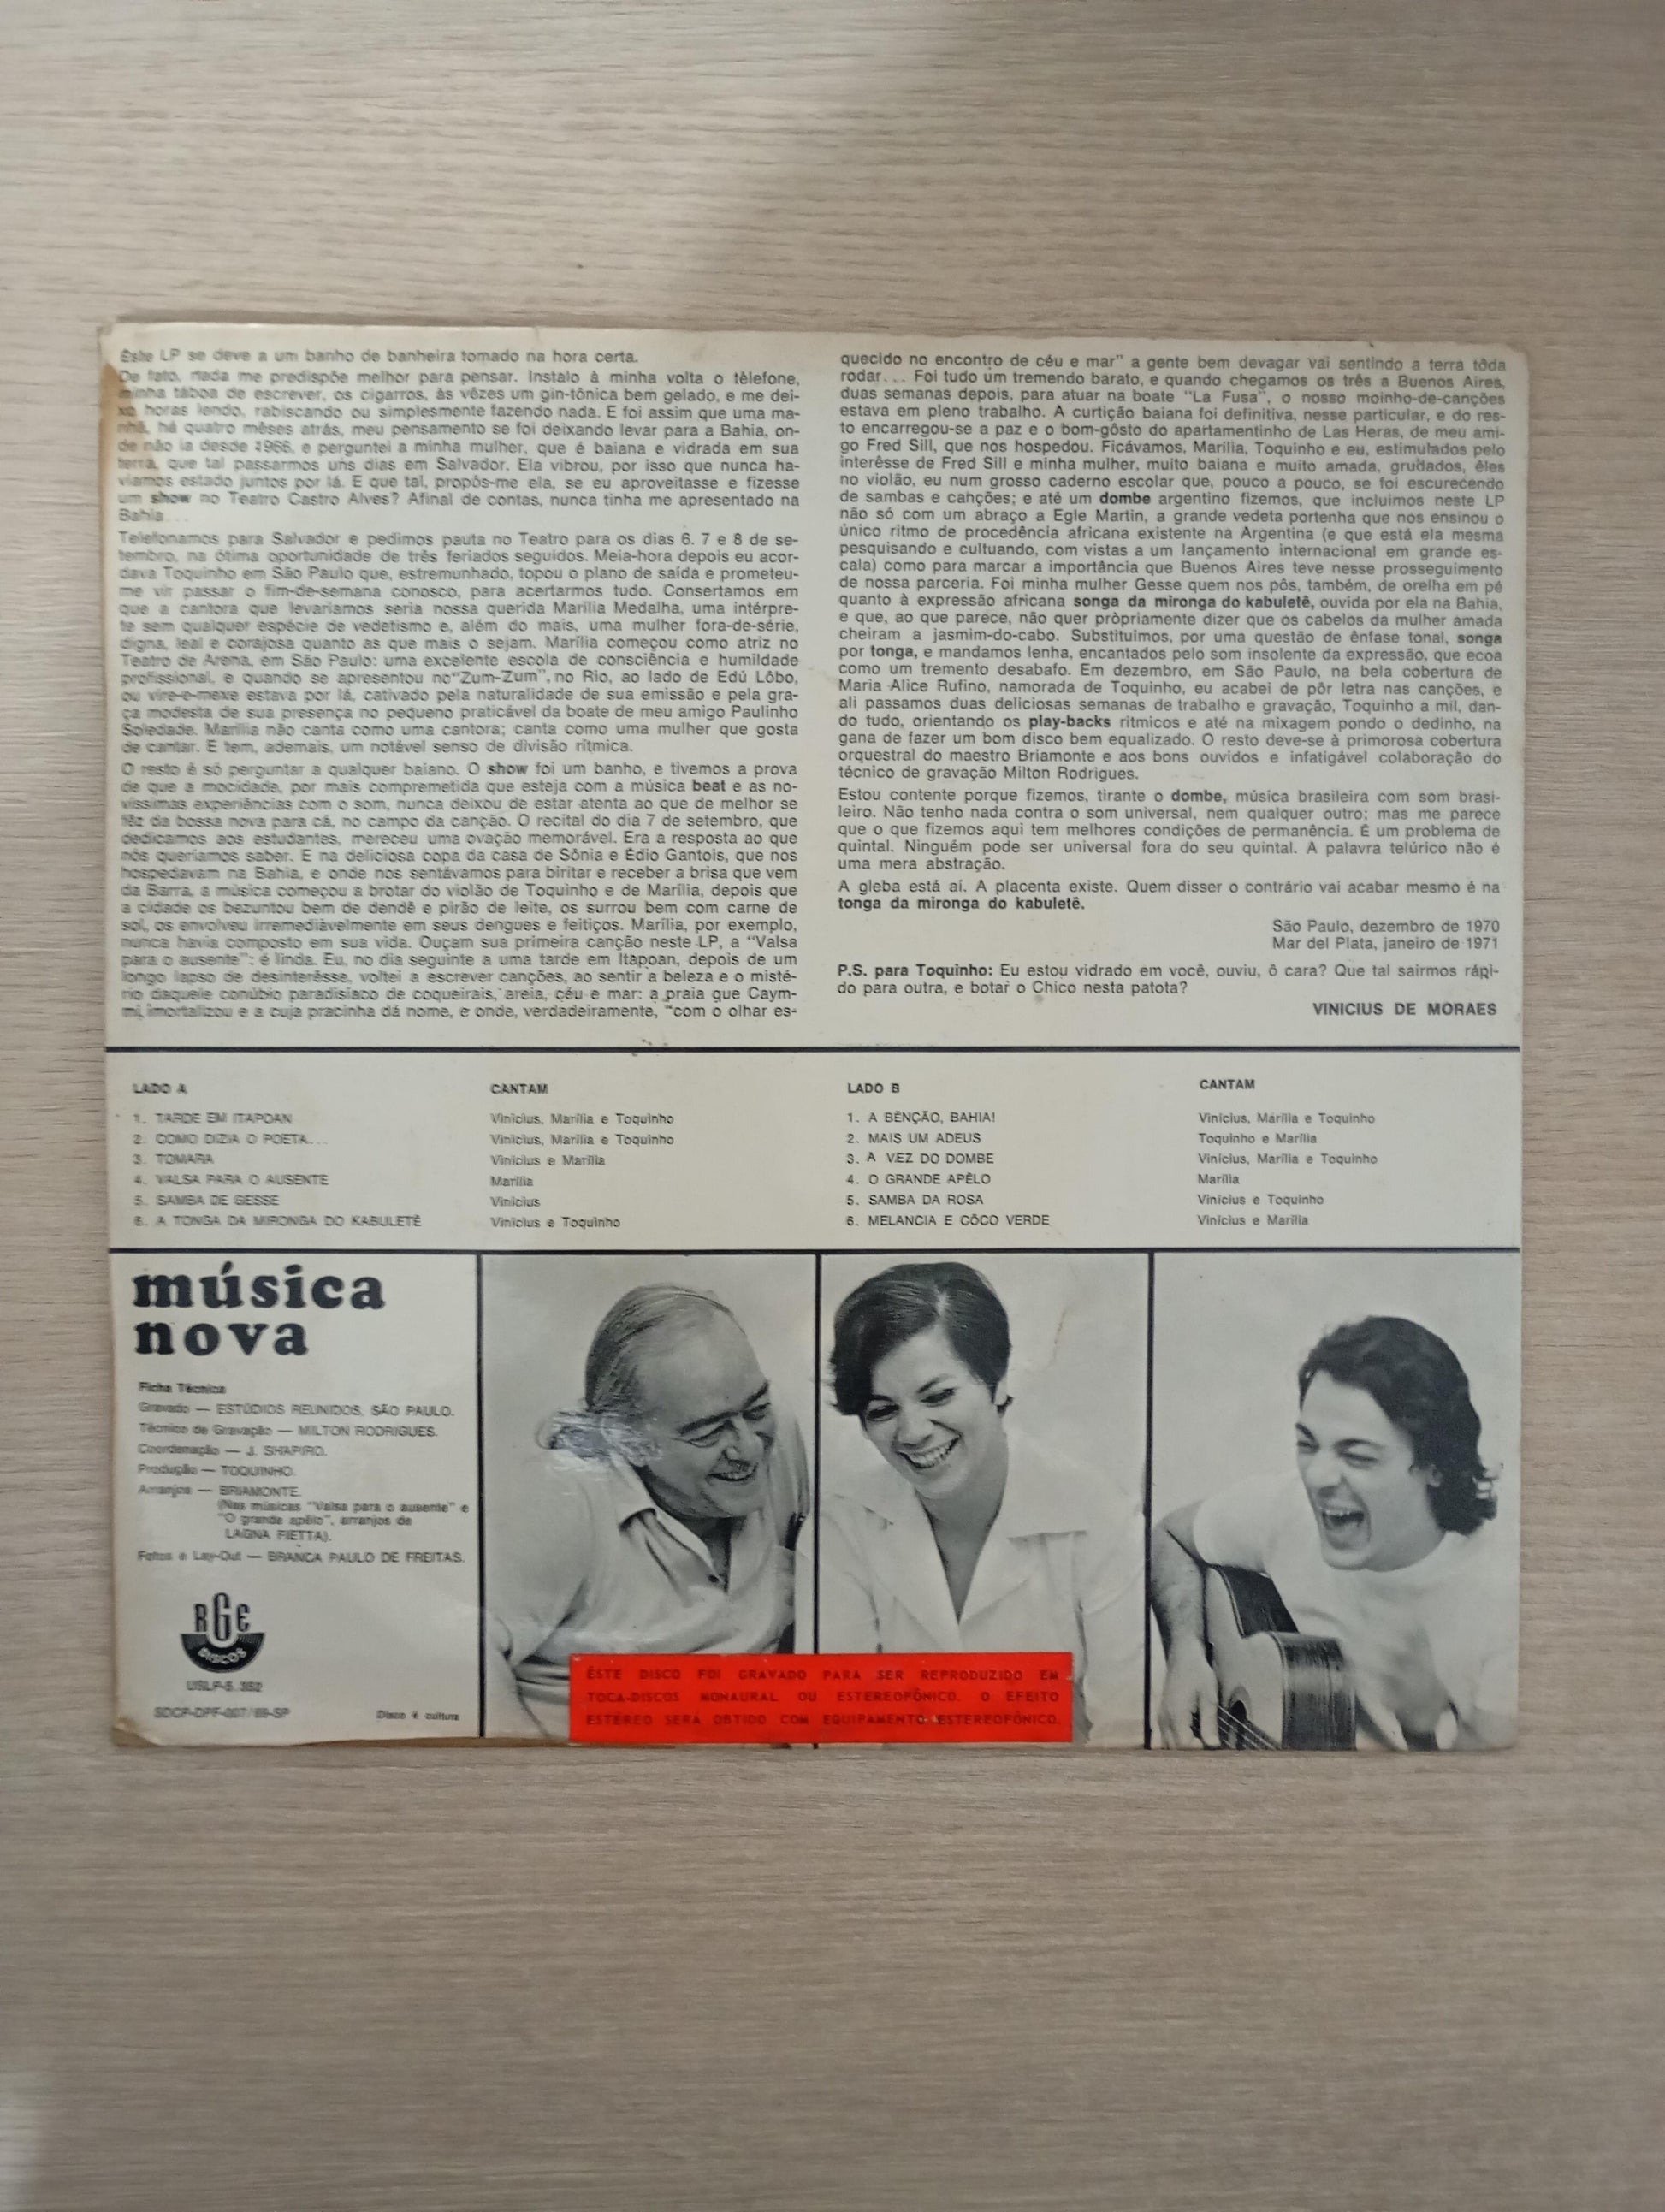 Êste LP se deve a um banho de banheira tomado na hora certa.
De fato, nada me predispõe melhor para pensar. Instalo à minha volta o télefone,
minha táboa de escrever, os cigarros, às vêzes um gin-tônica bem gelado, e me dei-
xo horas lendo, rabiscando ou simplesmente fazendo nada. E foi assim que uma ma-
nhã, há quatro mêses atrás, meu pensamento se foi deixando levar para a Bahia, on-
de não ia desde 1966, e perguntei a minha mulher, que é baiana e vidrada em sua
terra, que tal passarmos uns dias em Salvador. Ela vibrou, por isso que nunca ha-
víamos estado juntos por lá. E que tal, propôs-me ela, se eu aproveitasse e fizesse
um show no Teatro Castro Alves? Afinal de contas, nunca tinha me apresentado na
Bahia...
Telefonamos para Salvador e pedimos pauta no Teatro para os dias 6. 7 e 8 de se-
tembro, na ótima oportunidade de três feriados seguidos. Meia-hora depois eu acor-
dava Toquinho em São Paulo que, estremunhado, topou o plano de saída e prometeu-
me vir passar o fim-de-semana conosco, para acertarmos tudo. Consertamos em
que a cantora que levaríamos seria nossa querida Marília Medalha, uma intérpre-
te sem qualquer espécie de vedetismo e, além do mais, uma mulher fora-de-série,
digna, leal e corajosa quanto as que mais o sejam. Marília começou como atriz no
Teatro de Arena, em São Paulo: uma excelente escola de consciência e humildade
profissional, e quando se apresentou no "Zum-Zum", no Rio, ao lado de Edú Lôbo,
ou vire-e-mexe estava por lá, cativado pela naturalidade de sua emissão e pela gra-
ça modesta de sua presença no pequeno praticável da boate de meu amigo Paulinho
Soledade. Marília não canta como uma cantora; canta como uma mulher que gosta
de cantar. E tem, ademais, um notável senso de divisão rítmica.
O resto é só perguntar a qualquer baiano. O show foi um banho, e tivemos a prova
de que a mocidade, por mais comprometida que esteja com a música beat e as no-
víssimas experiências com o som, nunca deixou de estar atenta ao que de melhor se
fêz da bossa nova para cá, no campo da canção. O recital do dia 7 de setembro, que
dedicamos aos estudantes, mereceu uma ovação memorável. Era a resposta ao que
nós queríamos saber. E na deliciosa copa da casa de Sônia e Édio Gantois, que nos
hospedavam na Bahia, e onde nos sentávamos para biritar e receber a brisa que vem
da Barra, a música começou a brotar do violão de Toquinho e de Marília, depois que
a cidade os bezuntou bem de dendê e pirão de leite, os surrou bem com carne de
sol, os envolveu irremediàvelmente em seus dengues e feitiços. Marília, por exemplo,
nunca havia composto em sua vida. Ouçam sua primeira canção neste LP, a "Valsa
para o ausente": é linda. Eu, no dia seguinte a uma tarde em Itapoan, depois de um
longo lapso de desinterêsse, voltei a escrever canções, ao sentir a beleza e o misté-
rio daquele conúbio paradisíaco de coqueirais, areia, céu e mar: a praia que Caym-
mi imortalizou e a cuja pracinha dá nome, e onde, verdadeiramente, "com o olhar es-
quecido no encontro de céu e mar" a gente bem devagar vai sentindo a terra tôda
rodar... Foi tudo um tremendo barato, e quando chegamos os três a Buenos Aires,
duas semanas depois, para atuar na boate "La Fusa", o nosso moinho-de-canções
estava em pleno trabalho. A curtição baiana foi definitiva, nesse particular, e do res-
to encarregou-se a paz e o bom-gôsto do apartamentinho de Las Heras, de meu ami-
go Fred Sill, que nos hospedou. Ficávamos, Marília, Toquinho e eu, estimulados pelo
interêsse de Fred Sill e minha mulher, muito baiana e muito amada, grudados, êles
no violão, eu num grosso caderno escolar que, pouco a pouco, se foi escurecendo
de sambas e canções; e até um dombe argentino fizemos, que incluimos neste LP
não só com um abraço a Egle Martin, a grande vedeta portenha que nos ensinou o
único ritmo de procedência africana existente na Argentina (e que está ela mesma
pesquisando e cultuando, com vistas a um lançamento internacional em grande es-
cala) como para marcar a importância que Buenos Aires teve nesse prosseguimento
de nossa parceria. Foi minha mulher Gesse quem nos pôs, também, de orelha em pé
quanto à expressão africana songa da mironga do kabuletê, ouvida por ela na Bahia,
e que, ao que parece, não quer pròpriamente dizer que os cabelos da mulher amada
cheiram a jasmim-do-cabo. Substituimos, por uma questão de ênfase tonal, songa
por tonga, e mandamos lenha, encantados pelo som insolente da expressão, que ecoa
como um tremento desabafo. Em dezembro, em São Paulo, na bela cobertura de
Maria Alice Rufino, namorada de Toquinho, eu acabei de pôr letra nas canções, e
ali passamos duas deliciosas semanas de trabalho e gravação, Toquinho a mil, dan-
do tudo, orientando os play-backs rítmicos e até na mixagem pondo o dedinho, na
gana de fazer um bom disco bem equalizado. O resto deve-se à primorosa cobertura
orquestral do maestro Briamonte e aos bons ouvidos e infatigável colaboração do
técnico de gravação Milton Rodrigues.
Estou contente porque fizemos, tirante o dombe, música brasileira com som brasi-
leiro. Não tenho nada contra o som universal, nem qualquer outro; mas me parece
que o que fizemos aqui tem melhores condições de permanência. É um problema de
quintal. Ninguém pode ser universal fora do seu quintal. A palavra telúrico não é
uma mera abstração.
A gleba está aí. A placenta existe. Quem disser o contrário vai acabar mesmo é na
tonga da mironga do kabuletê.
São Paulo, dezembro de 1970
Mar del Plata, janeiro de 1971
P.S. para Toquinho: Eu estou vidrado em você, ouviu, ô cara? Que tal sairmos rápi-
do para outra, e botar o Chico nesta patota?
VINICIUS DE MORAES
LADO A CANTAM
1. TARDE EM ITAPOAN Vinícius, Marília e Toquinho
2. COMO DIZIA O POETA... Vinícius, Marília e Toquinho
3. TOMARA Vinícius e Marília
4. VALSA PARA O AUSENTE Marília
5. SAMBA DE GESSE Vinícius
6. A TONGA DA MIRONGA DO KABULETÊ Vinícius e Toquinho
LADO B CANTAM
1. A BÊNÇÃO, BAHIA! Vinícius, Marília e Toquinho
2. MAIS UM ADEUS Toquinho e Marília
3. A VEZ DO DOMBE Vinícius, Marília e Toquinho
4. O GRANDE APÊLO Marília
5. SAMBA DA ROSA Vinícius e Toquinho
6. MELANCIA E CÔCO VERDE Vinícius e Marília
música
nova
Ficha Técnica
Gravado — ESTÚDIOS REUNIDOS, SÃO PAULO.
Técnico de Gravação — MILTON RODRIGUES.
Coordenação — J. SHAPIRO.
Produção — TOQUINHO.
Arranjos — BRIAMONTE.
(Nas músicas "Valsa para o ausente" e
"O grande apêlo", arranjos de
LAGNA FIETTA).
Fotos e Lay-Out — BRANCA PAULO DE FREITAS.
RGE
DISCOS
USLP-5.352
SDCP-DPF-007/69-SP
Disco é cultura
ÊSTE DISCO FOI GRAVADO PARA SER REPRODUZIDO EM
TOCA-DISCOS MONAURAL OU ESTEREOFÔNICO. O EFEITO
ESTÉREO SERÁ OBTIDO COM EQUIPAMENTO ESTEREOFÔNICO.